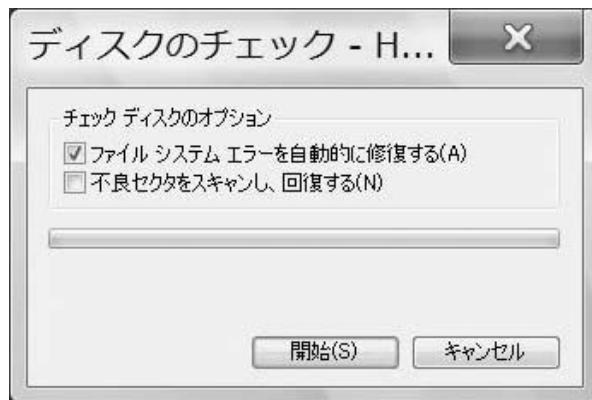 ディスクのチェック - H...
チェック ディスクのオプション
ファイル システム エラーを自動的に修復する(A)
不良セクタをスキャンし、回復する(N)
開始(S)
キャンセル